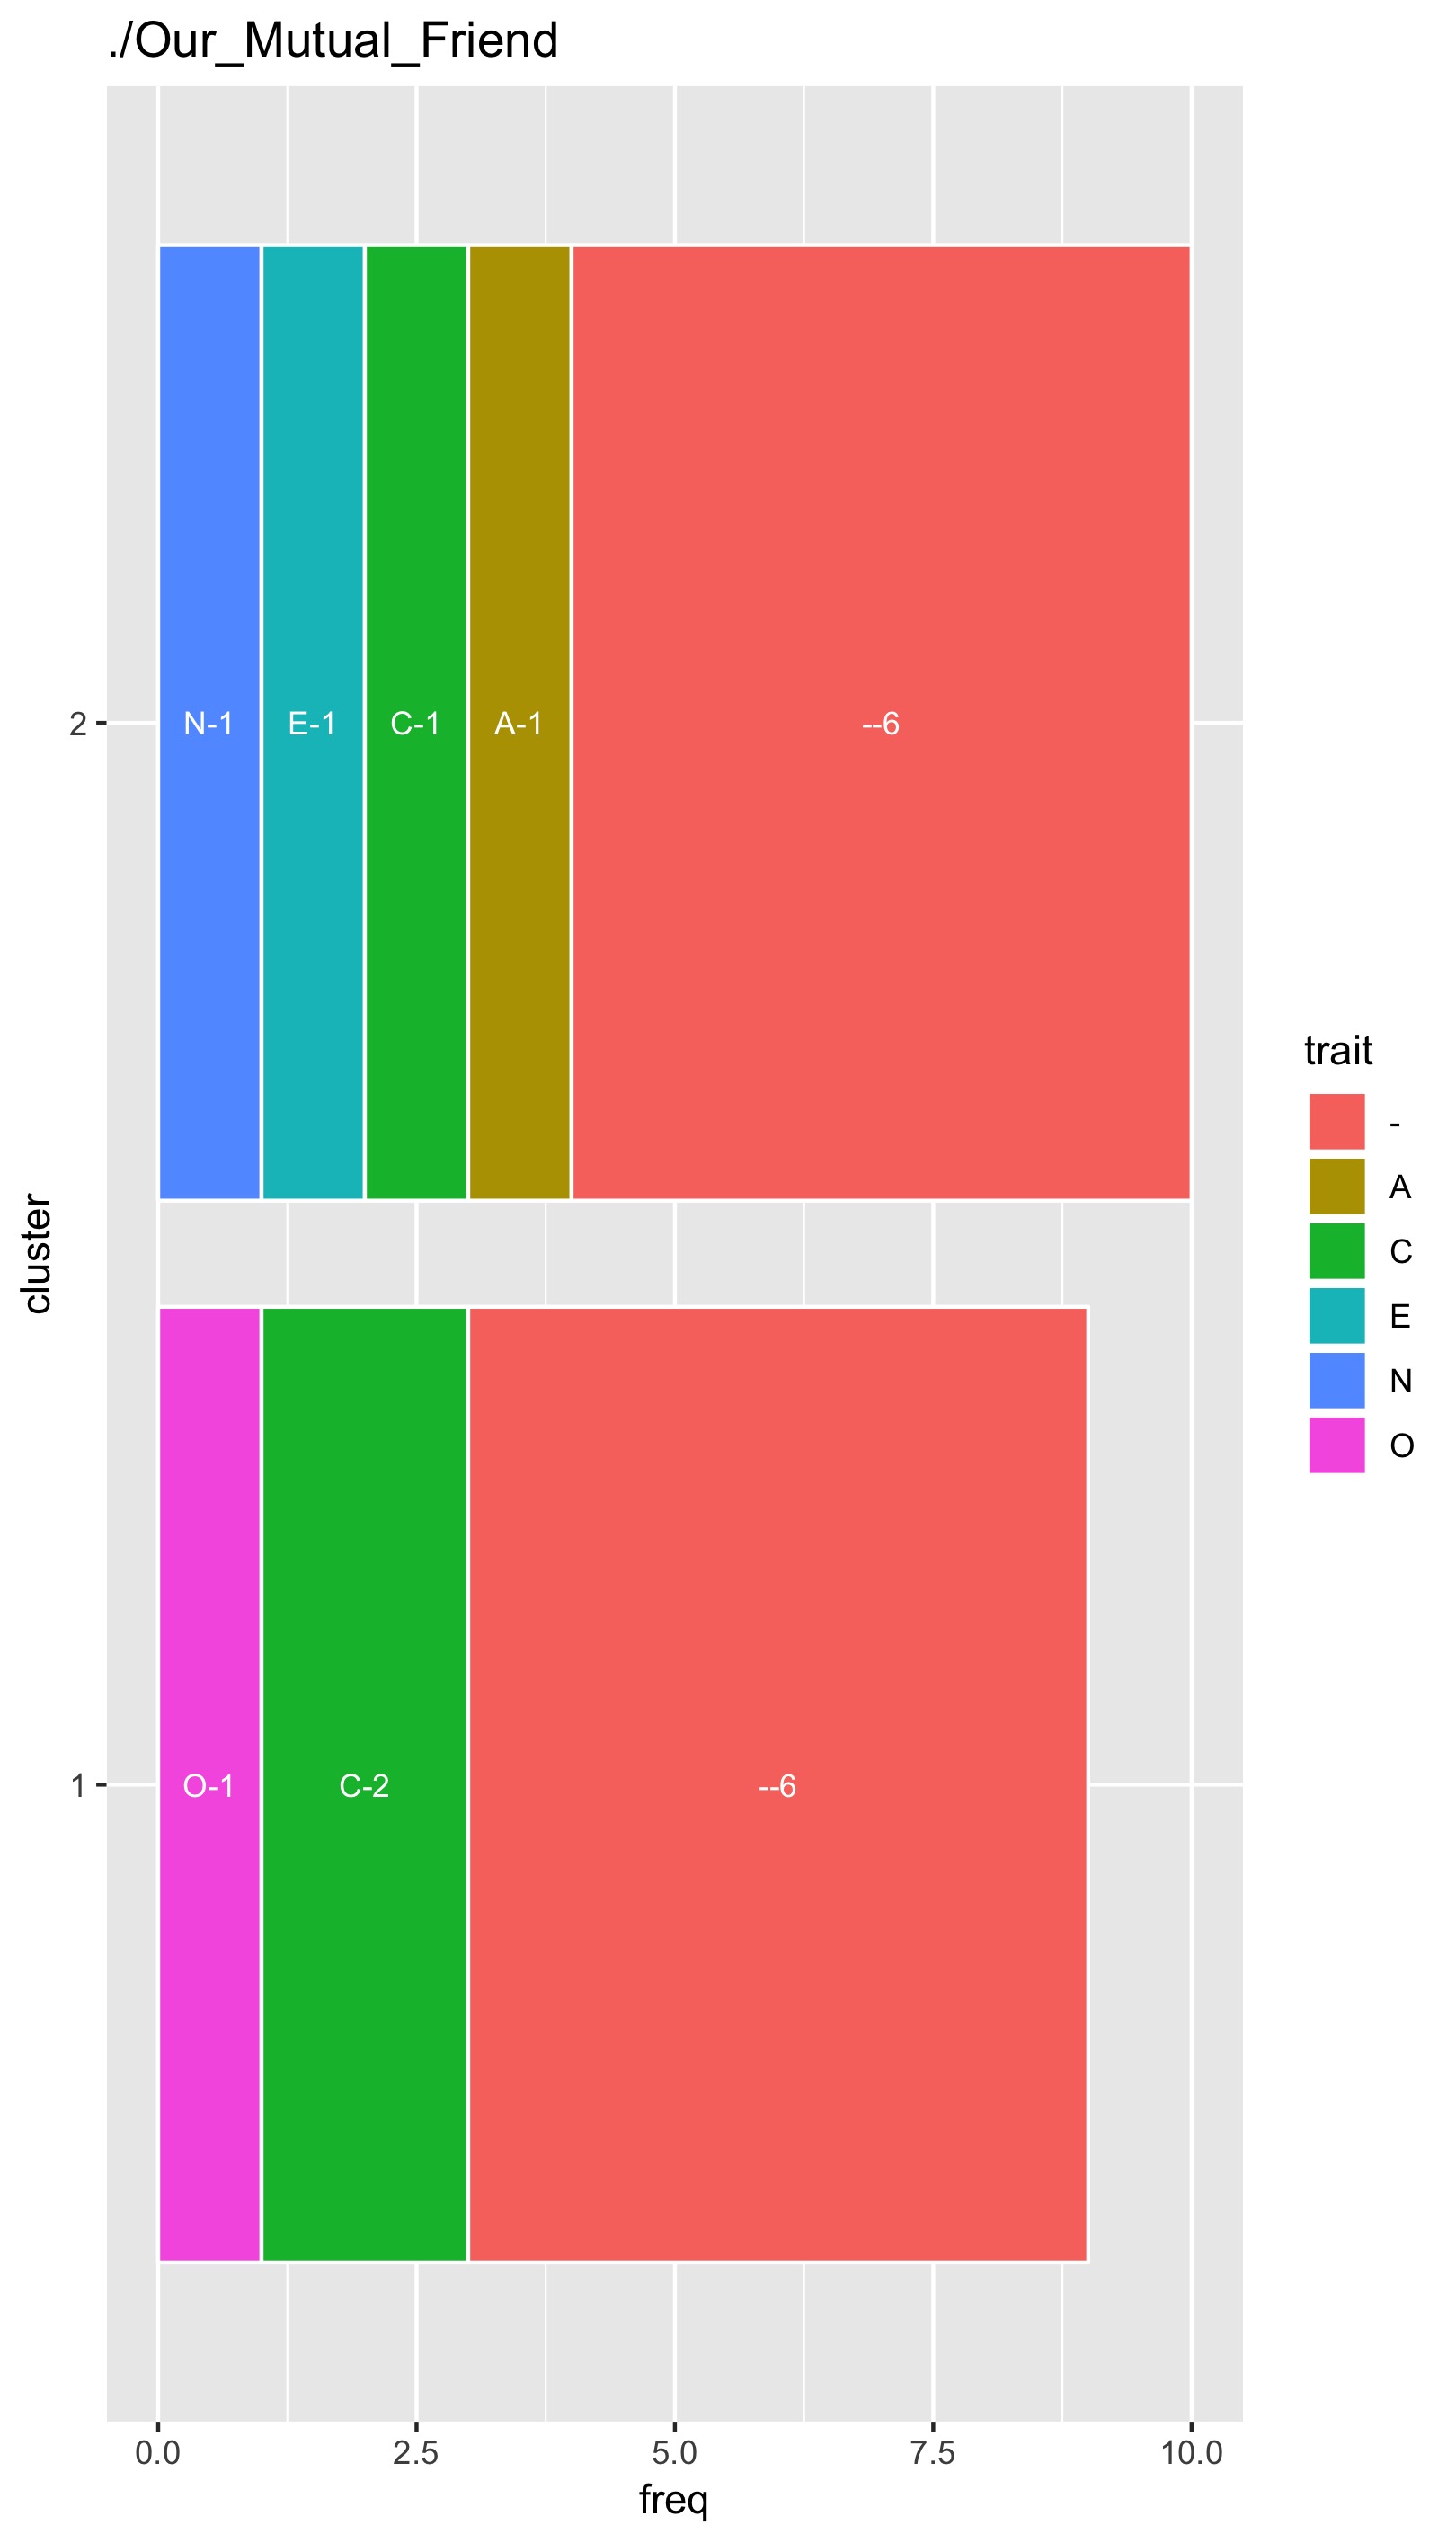 ./Our_Mutual_Friend
2
N-1 E-1 C-1 A-1 --6
cluster
1
O-1 C-2 --6
0.0 2.5 5.0 7.5 10.0
freq
trait
-
A
C
E
N
O